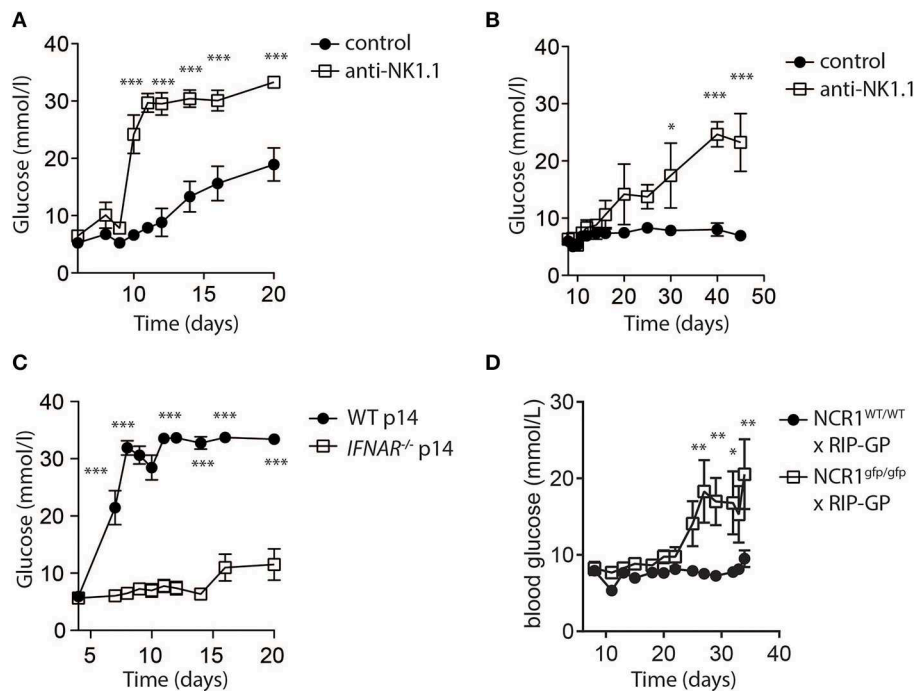 A
control
anti-NK1.1
Glucose (mmol/l)
40
30
20
10
0
*** *** *** *** ***
10 15 20
Time (days)
B
control
anti-NK1.1
Glucose (mmol/l)
40
30
20
10
0
* *** ***
10 20 30 40 50
Time (days)
C
WT p14
IFNAR-/- p14
Glucose (mmol/l)
40
30
20
10
0
*** *** *** *** *** ***
5 10 15 20
Time (days)
D
NCR1WT/WT
x RIP-GP
NCR1gfp/gfp
x RIP-GP
blood glucose (mmol/L)
30
20
10
0
** ** * **
10 20 30 40
Time (days)